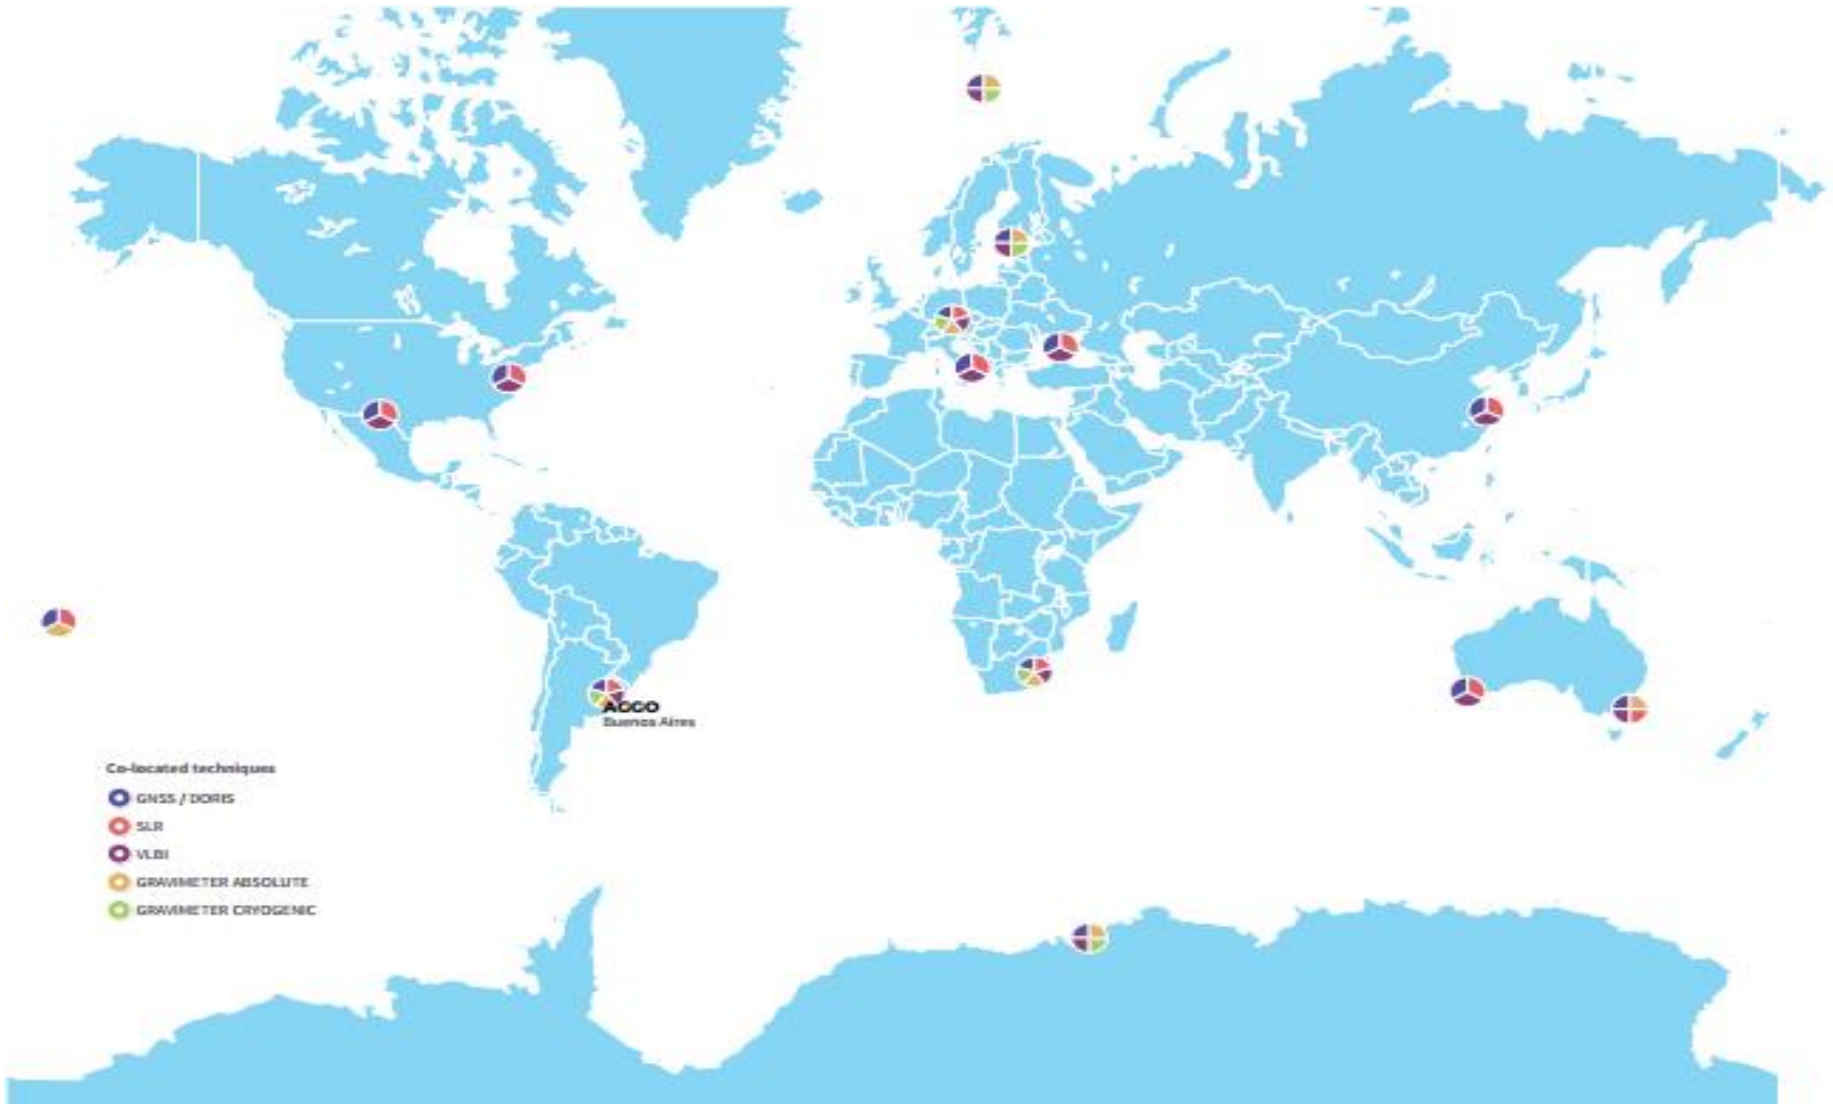 AGGO
Buenos Aires
Co-located techniques
GNSS / DORIS
SLR
VLBI
GRAVIMETER ABSOLUTE
GRAVIMETER CRYOGENIC